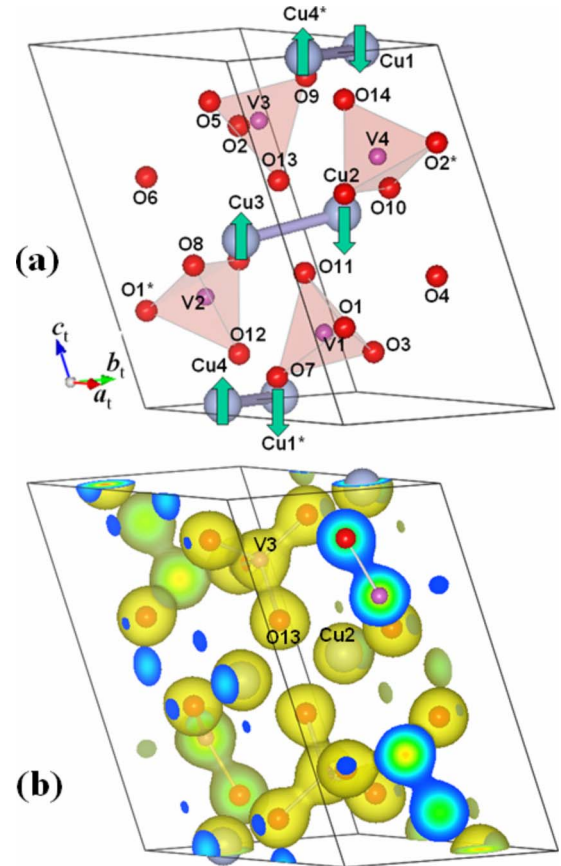 Cu4*
Cu1
O9
O14
O5
V3
O2
V4
O2*
O13
Cu2
O10
O6
Cu3
(a)
O8
O11
O4
O1*
V2
O1
V1
O3
O12
c_t
b_t
a_t
Cu4
O7
Cu1*
V3
O13
Cu2
(b)